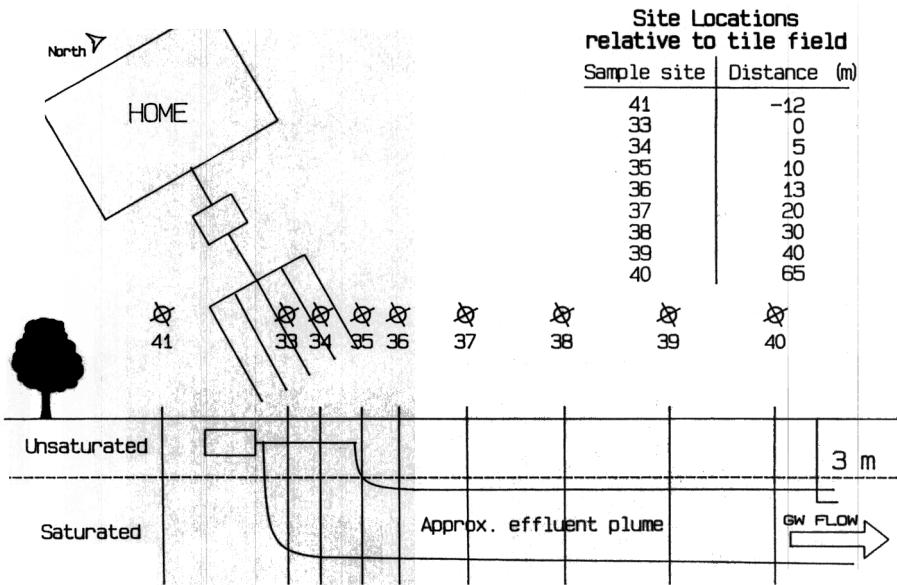 Site Locations
relative to tile field
Sample site Distance (m)
41 -12
33 0
34 5
35 10
36 13
37 20
38 30
39 40
40 65
North
HOME
41 33 34 35 36 37 38 39 40
Unsaturated
3 m
Saturated
Approx. effluent plume
GW FLOW